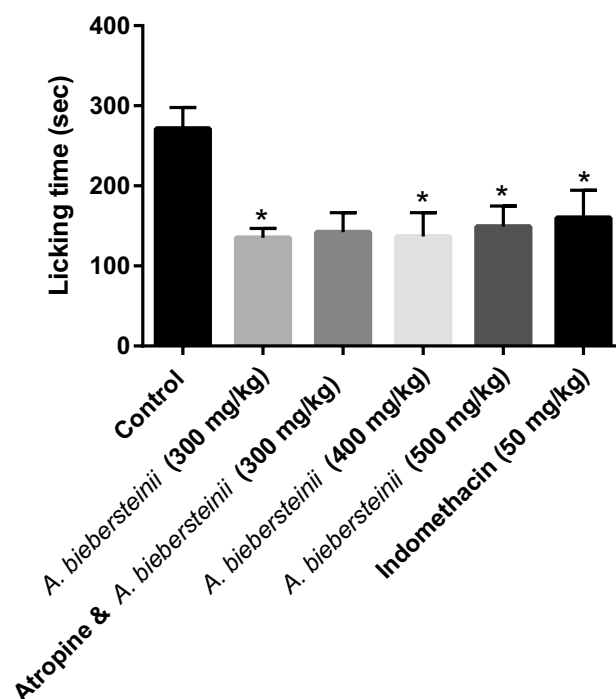 400
300
200
100
0
Licking time (sec)
*
*
*
*
Control
A. biebersteinii (300 mg/kg)
Atropine & A. biebersteinii (300 mg/kg)
A. biebersteinii (400 mg/kg)
A. biebersteinii (500 mg/kg)
Indomethacin (50 mg/kg)